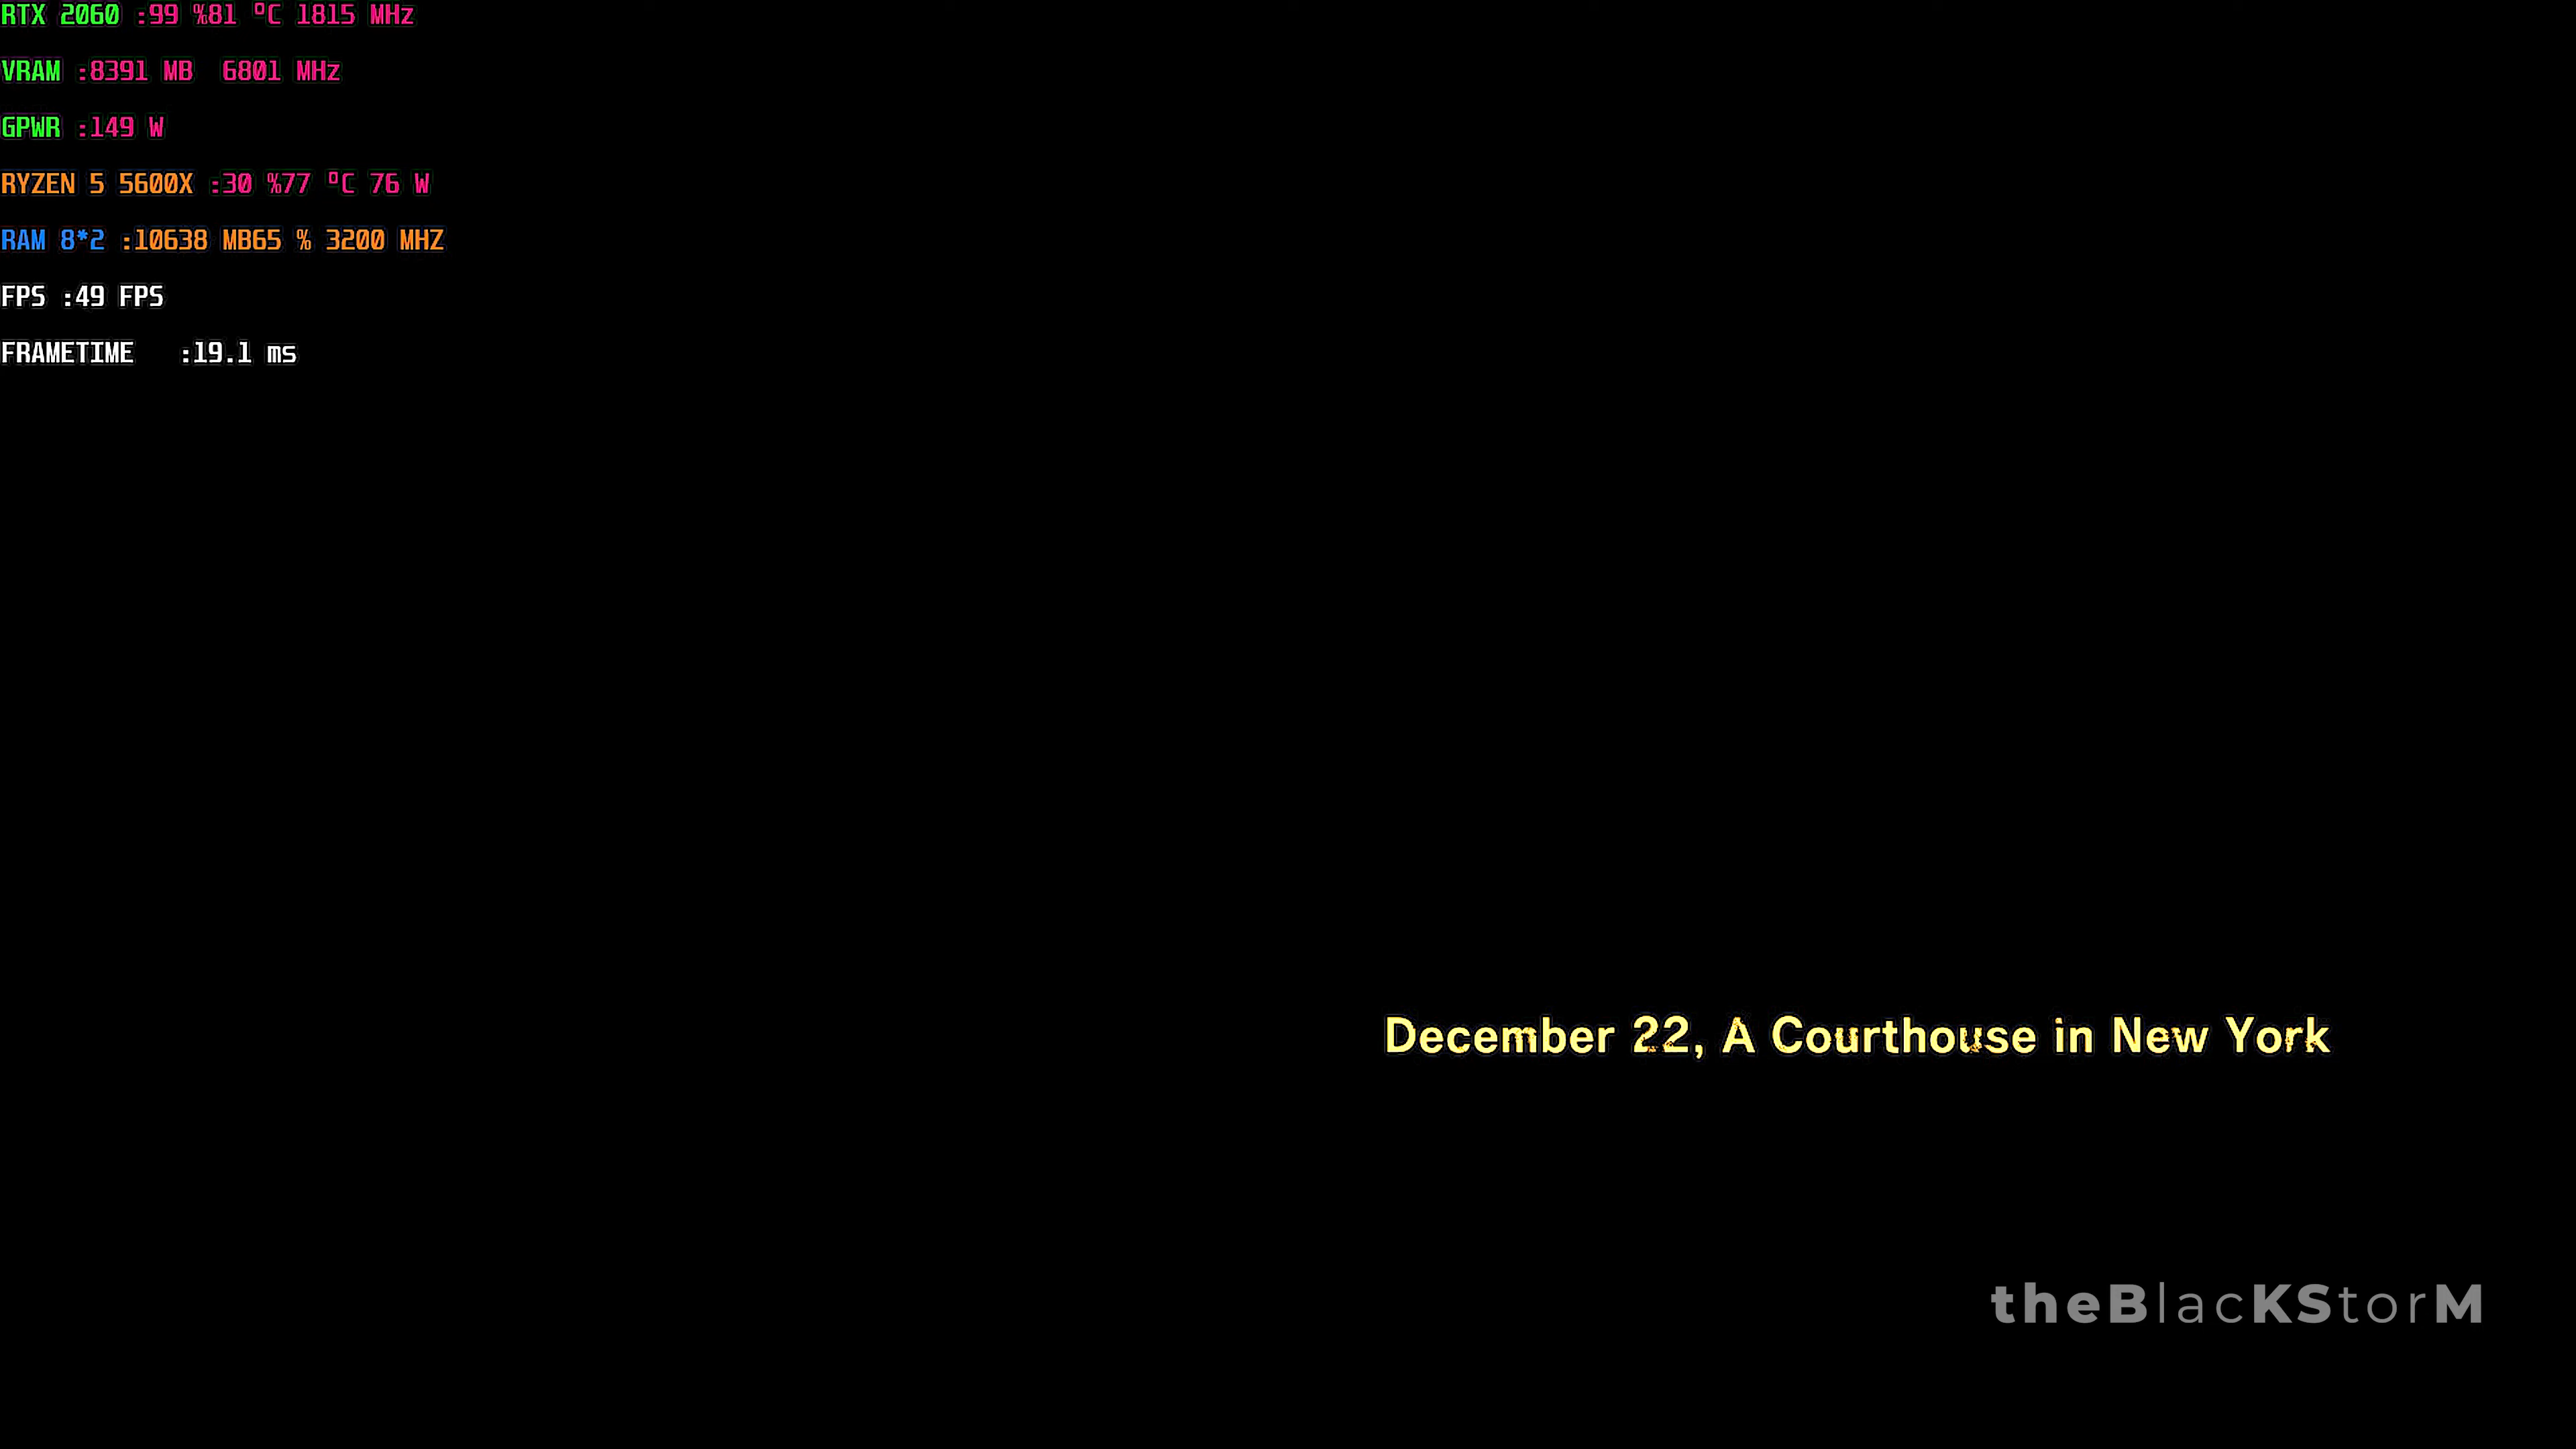 RTX 2060 :99 %81 ºC 1815 MHz
VRAM :8391 MB  6801 MHz
GPWR :149 W
RYZEN 5 5600X :30 %77 ºC 76 W
RAM 8*2 :10638 MB65 % 3200 MHZ
FPS :49 FPS
FRAMETIME   :19.1 ms
December 22, A Courthouse in New York
theBlacKStorM